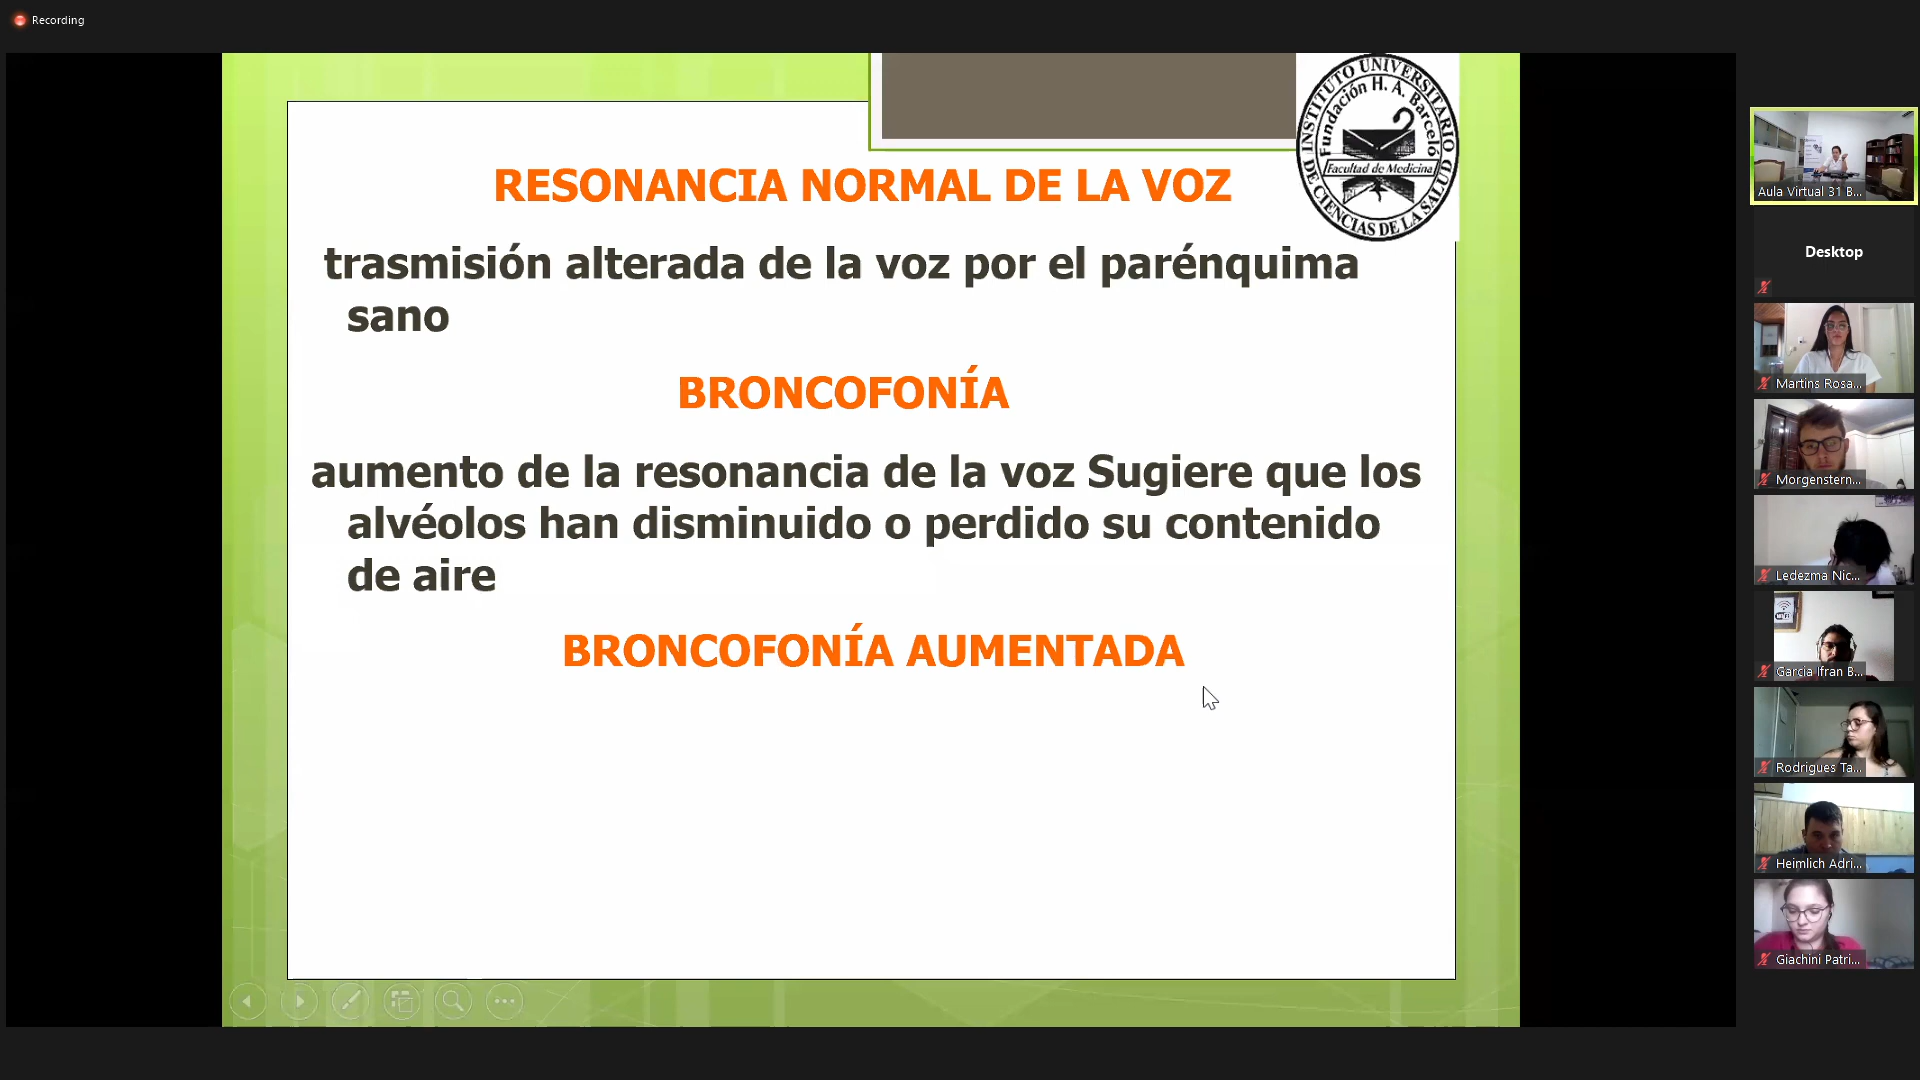 Recording
INSTITUTO UNIVERSITARIO DE CIENCIAS DE LA SALUD
Fundación H. A. Barceló
Facultad de Medicina
RESONANCIA NORMAL DE LA VOZ
trasmisión alterada de la voz por el parénquima
sano
BRONCOFONÍA
aumento de la resonancia de la voz Sugiere que los
alvéolos han disminuido o perdido su contenido
de aire
BRONCOFONÍA AUMENTADA
Aula Virtual 31 B...
Desktop
Martins Rosa...
Morgenstern...
Ledezma Nic...
Garcia Ifran B...
Rodrigues Ta...
Heimlich Adri...
Giachini Patri...